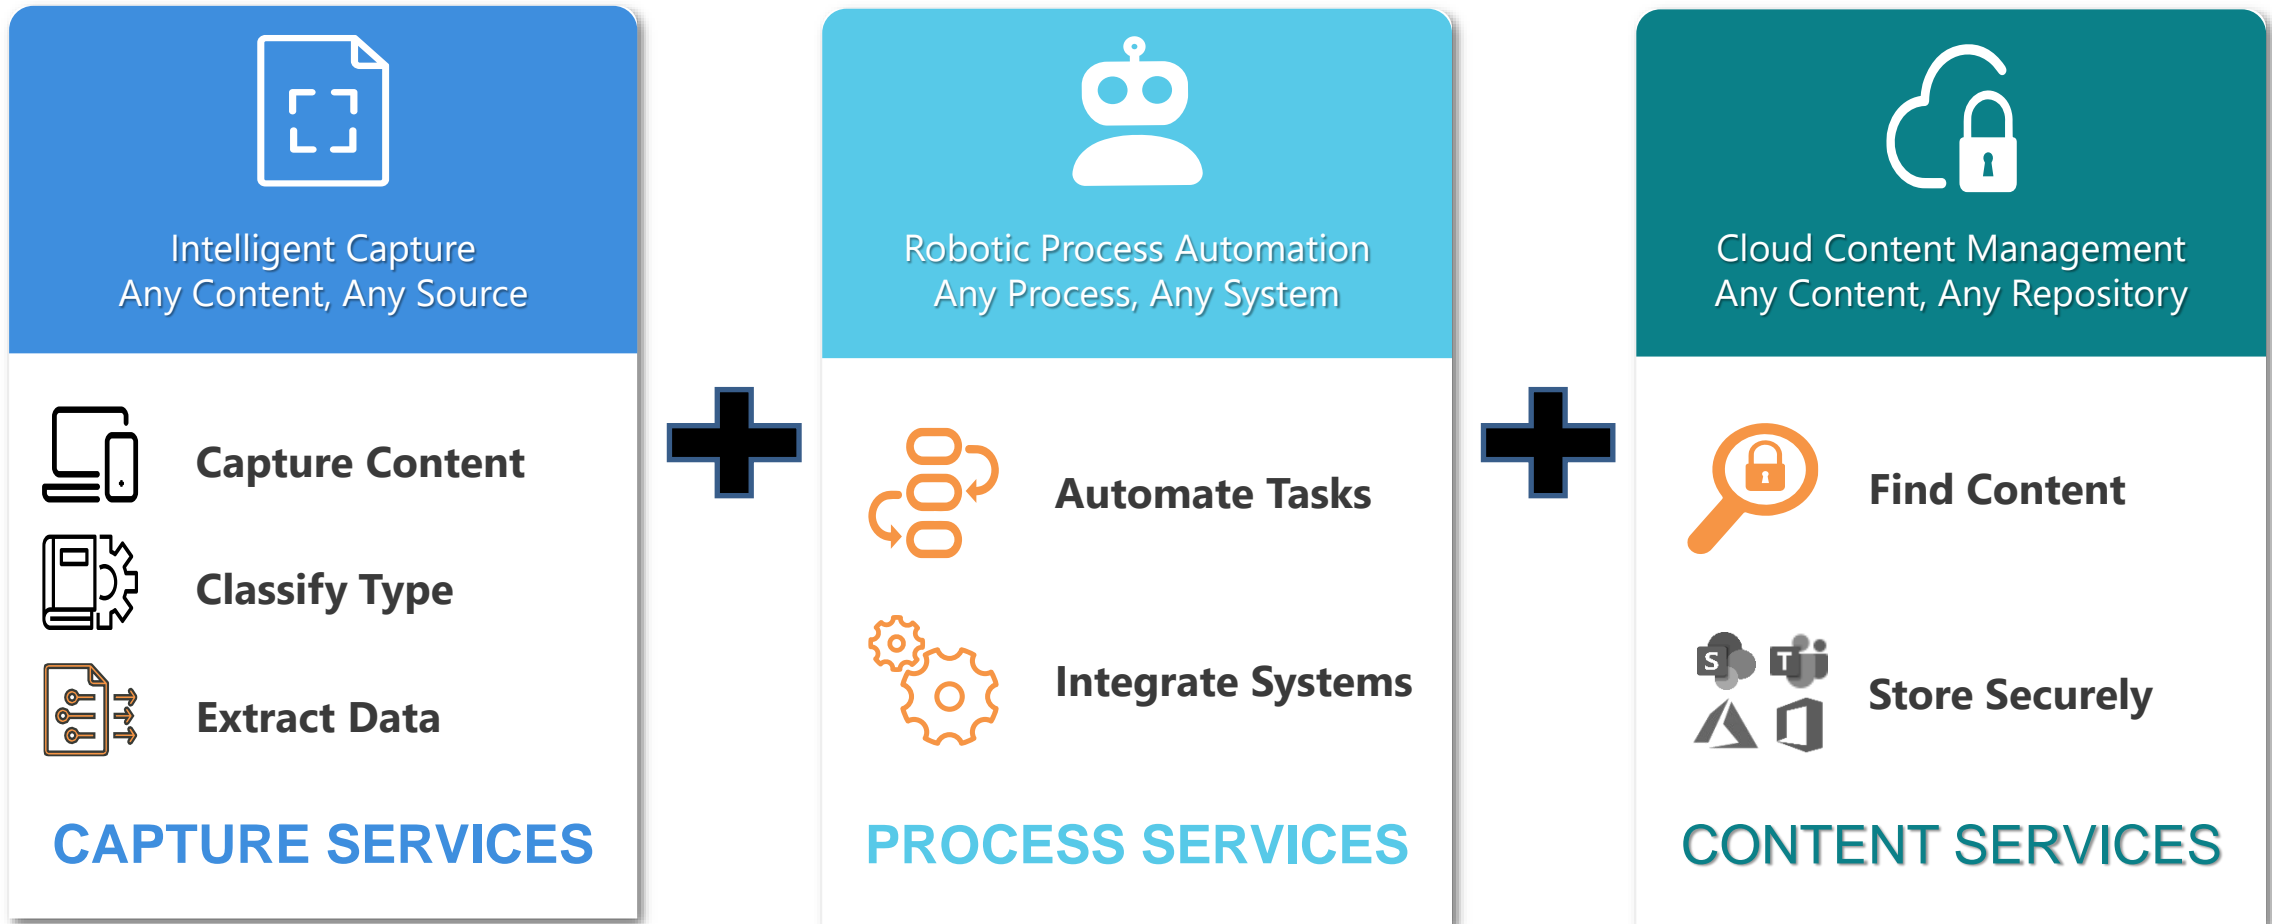 Intelligent Capture
Any Content, Any Source
Capture Content
Classify Type
Extract Data
CAPTURE SERVICES
Robotic Process Automation
Any Process, Any System
Automate Tasks
Integrate Systems
PROCESS SERVICES
Cloud Content Management
Any Content, Any Repository
Find Content
S
T
Store Securely
CONTENT SERVICES